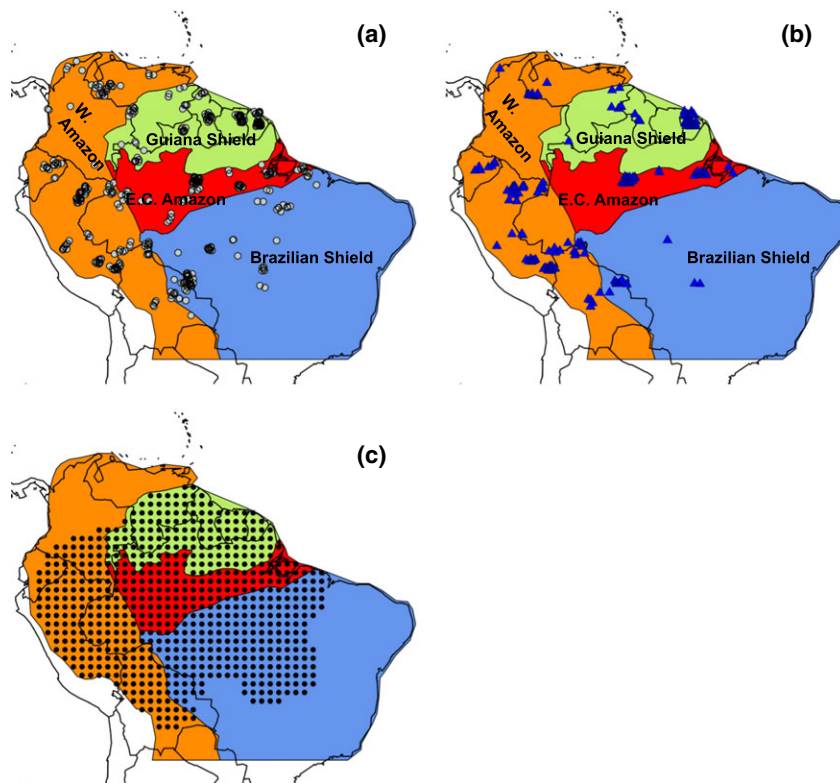 (a)
W. Amazon
Guiana Shield
E.C. Amazon
Brazilian Shield
(b)
W. Amazon
Guiana Shield
E.C. Amazon
Brazilian Shield
(c)